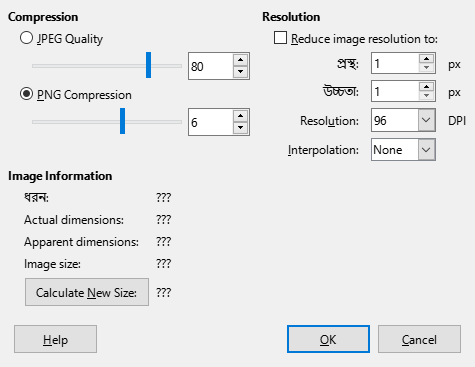 Compression
JPEG Quality
80
PNG Compression
6
Resolution
Reduce image resolution to:
প্রস্থ: 1 px
উচ্চতা: 1 px
Resolution: 96 DPI
Interpolation: None
Image Information
ধরন: ???
Actual dimensions: ???
Apparent dimensions: ???
Image size: ???
Calculate New Size: ???
Help
OK
Cancel